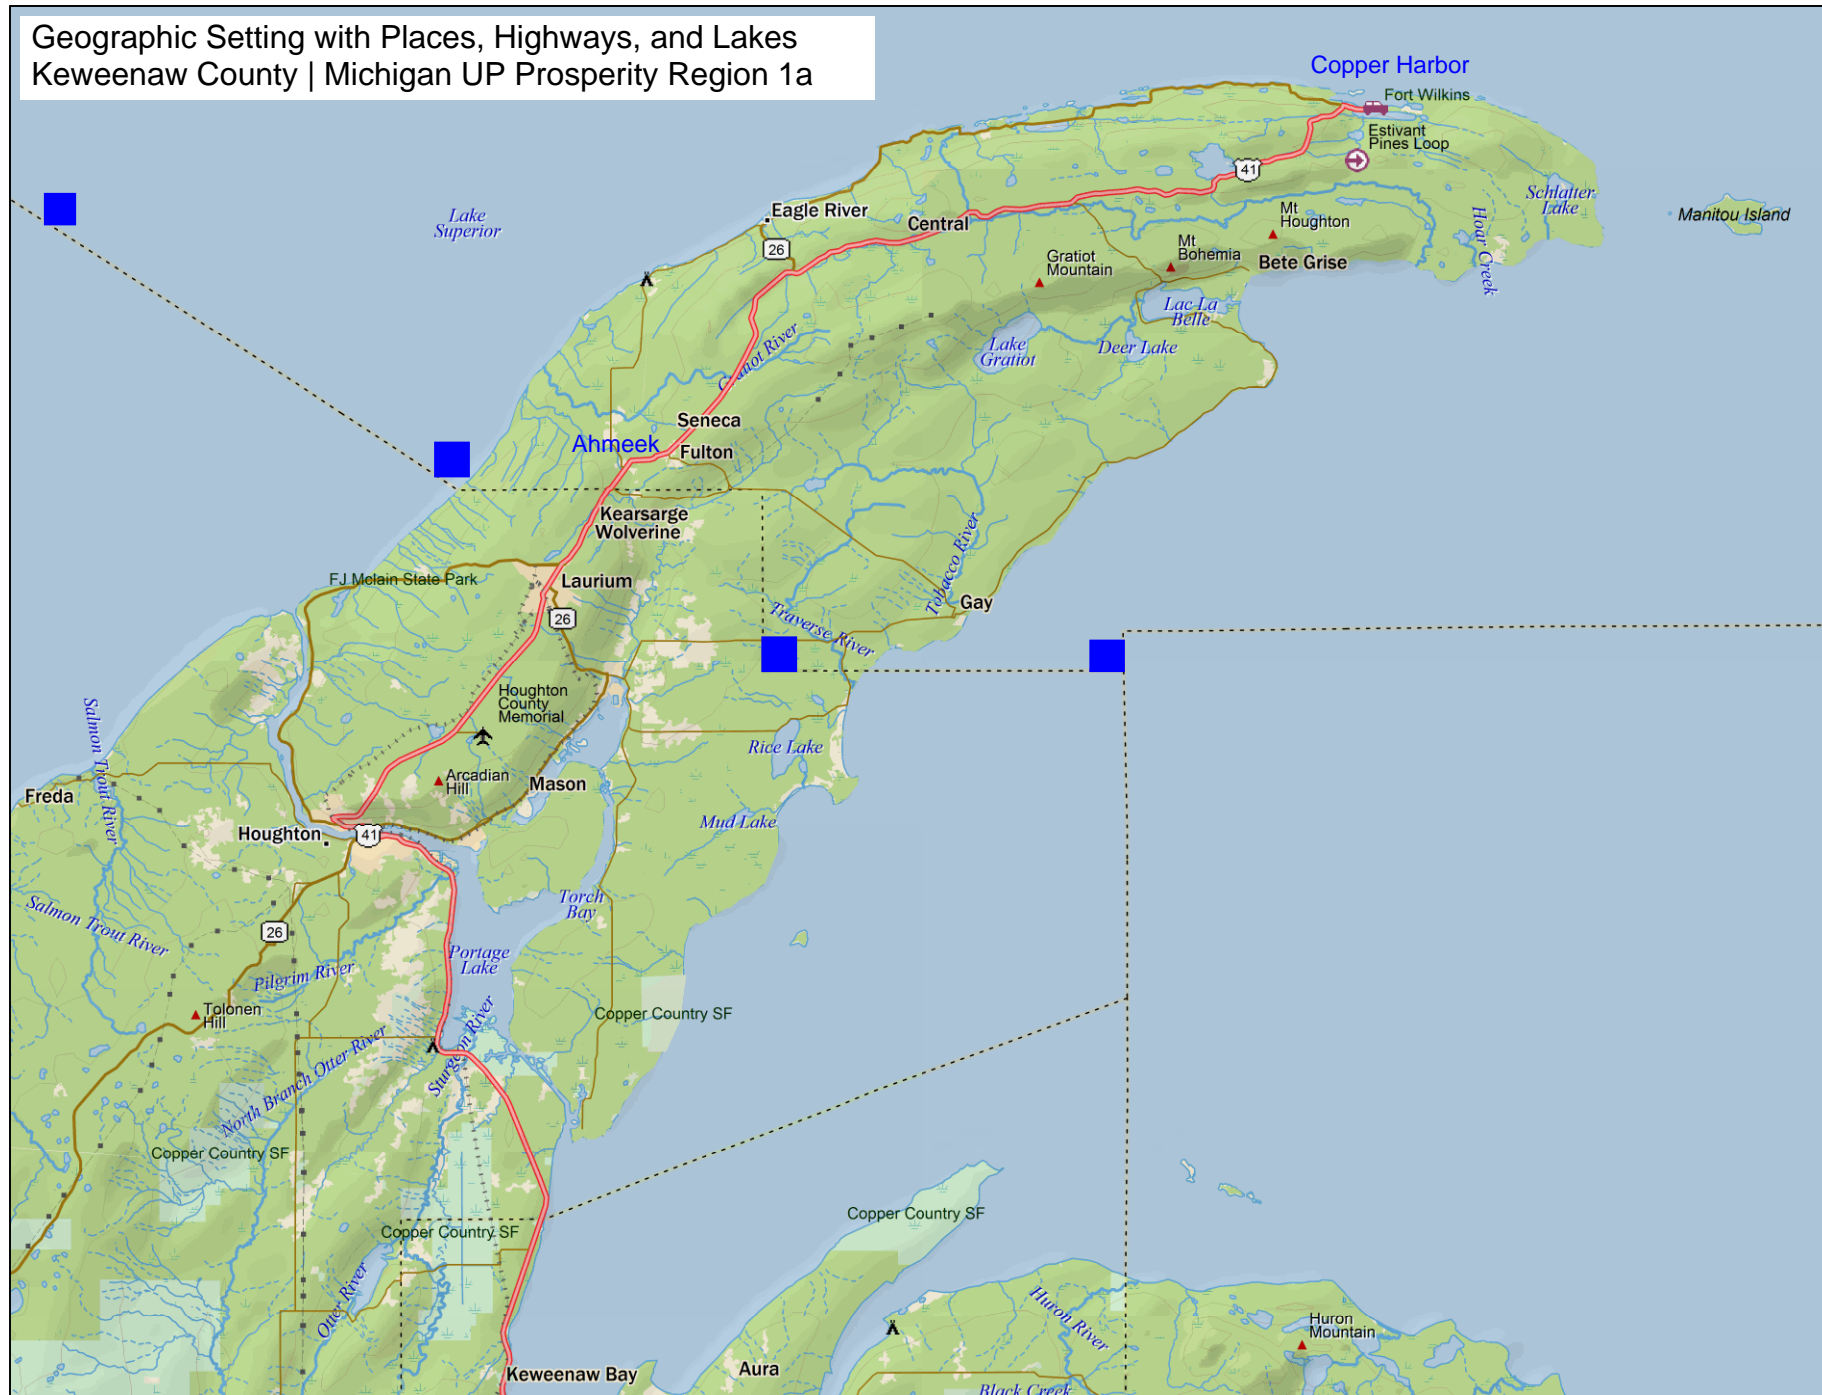 Geographic Setting with Places, Highways, and Lakes
Keweenaw County | Michigan UP Prosperity Region 1a
Copper Harbor
Fort Wilkins
Estivant
Pines Loop
41
Schlatter
Lake
Manitou Island
Hoar Creek
Mt
Houghton
Mt
Bohemia
Bete Grise
Lake
Superior
Eagle River
26
Central
Gratiot
Mountain
Lac La
Belle
Lake
Gratiot
Deer Lake
Gratiot River
Seneca
Ahmeek
Fulton
Kearsarge
Wolverine
Tobacco River
FJ Mclain State Park
Laurium
26
Gay
Traverse River
Houghton
County
Memorial
Salmon Trout River
Rice Lake
Arcadian
Hill
Mason
Freda
Mud Lake
Houghton
41
Torch
Bay
Salmon Trout River
26
Portage
Lake
Pilgrim River
Tolonen
Hill
Copper Country SF
Sturgeon River
North Branch Otter River
Copper Country SF
Copper Country SF
Copper Country SF
Otter River
Huron River
Huron
Mountain
Keweenaw Bay
Aura
Black Creek